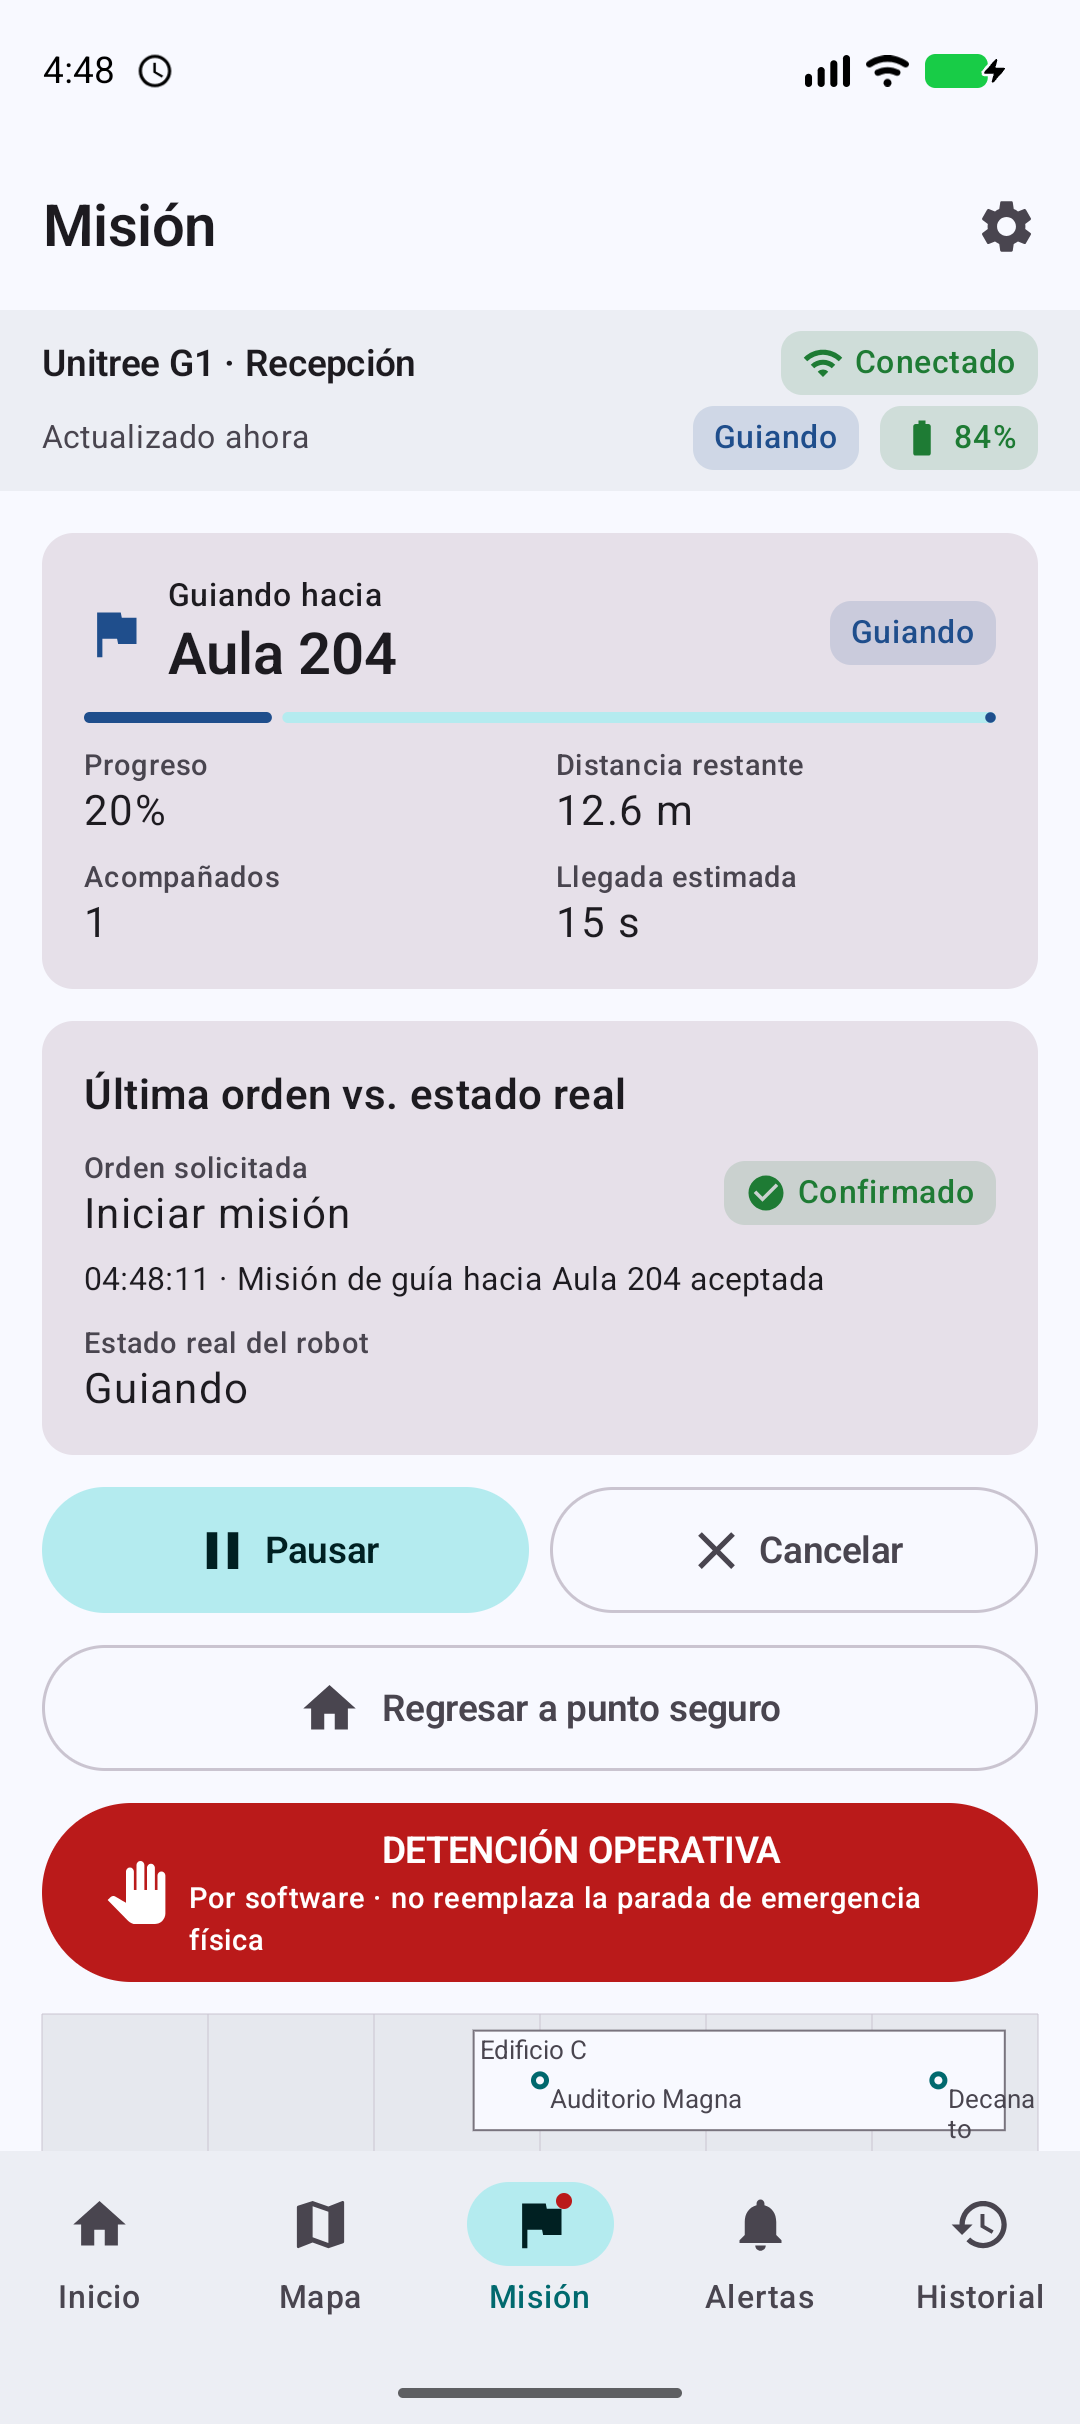 4:48
Misión
Unitree G1 · Recepción
Conectado
Actualizado ahora
Guiando
84%
Guiando hacia
Aula 204
Guiando
Progreso
20%
Distancia restante
12.6 m
Acompañados
1
Llegada estimada
15 s
Última orden vs. estado real
Orden solicitada
Iniciar misión
Confirmado
04:48:11 · Misión de guía hacia Aula 204 aceptada
Estado real del robot
Guiando
Pausar
Cancelar
Regresar a punto seguro
DETENCIÓN OPERATIVA
Por software · no reemplaza la parada de emergencia
física
Edificio C
Auditorio Magna
Decana
to
Inicio
Mapa
Misión
Alertas
Historial